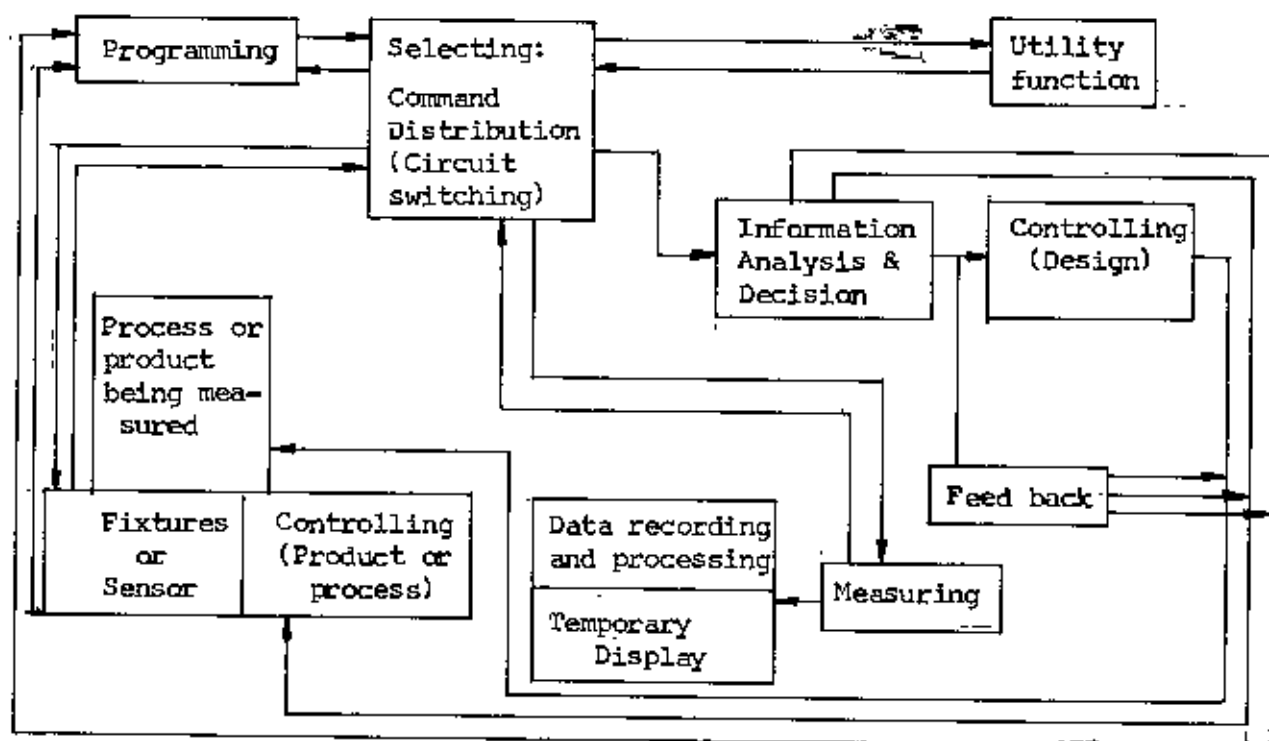 Programming
Selecting:
Command
Distribution
(Circuit
switching)
Utility
function
Information
Analysis &
Decision
Controlling
(Design)
Process or
product
being mea-
sured
Fixtures
or
Sensor
Controlling
(Product or
process)
Data recording
and processing
Temporary
Display
Measuring
Feed back